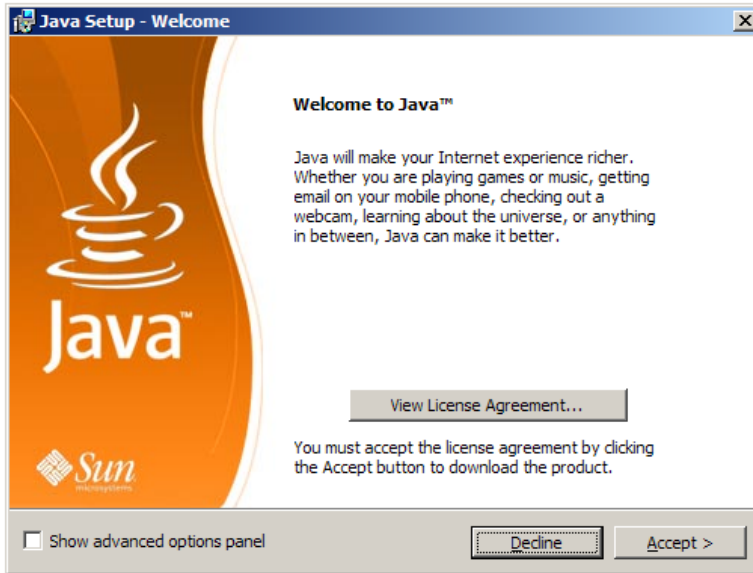 Java Setup - Welcome
Java™
Sun
microsystems
Welcome to Java™
Java will make your Internet experience richer.
Whether you are playing games or music, getting
email on your mobile phone, checking out a
webcam, learning about the universe, or anything
in between, Java can make it better.
View License Agreement...
You must accept the license agreement by clicking
the Accept button to download the product.
Show advanced options panel
Decline
Accept >